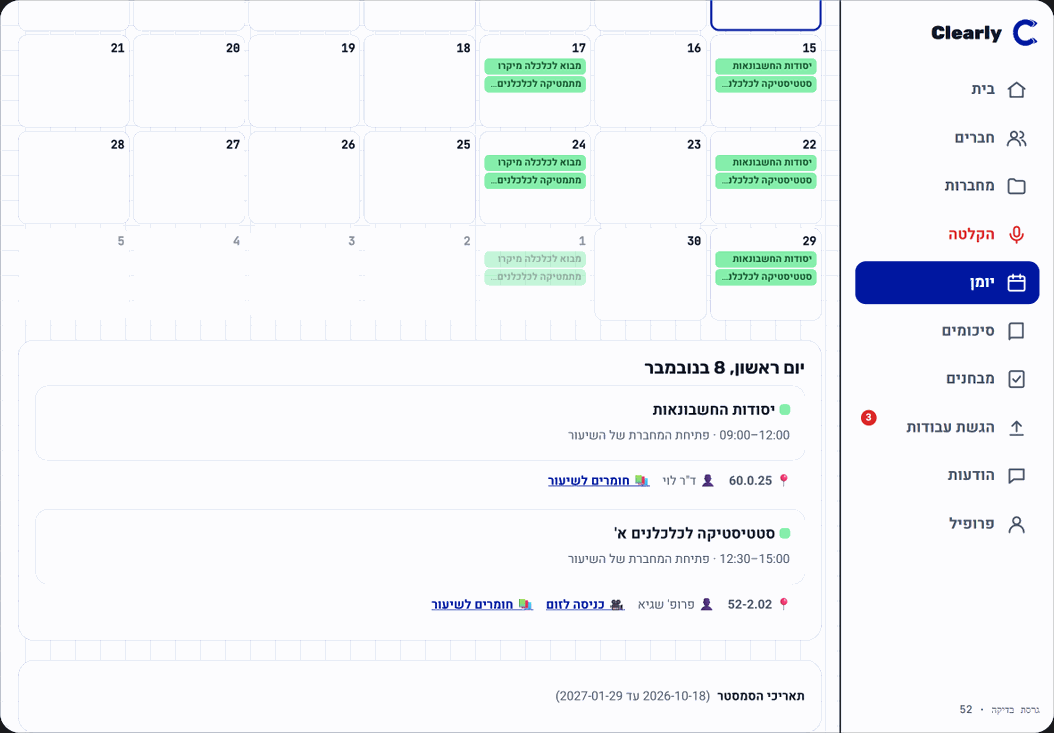 Clearly
בית
חברים
מחברות
הקלטה
יומן
סיכומים
מבחנים
הגשת עבודות 3
הודעות
פרופיל
גרסת בדיקה · 52
15 16 17 18 19 20 21
יסודות החשבונאות מבוא לכלכלה מיקרו
סטטיסטיקה לכלכלנ... מתמטיקה לכלכלנים...
22 23 24 25 26 27 28
יסודות החשבונאות מבוא לכלכלה מיקרו
סטטיסטיקה לכלכלנ... מתמטיקה לכלכלנים...
29 30 1 2 3 4 5
יסודות החשבונאות מבוא לכלכלה מיקרו
סטטיסטיקה לכלכלנ... מתמטיקה לכלכלנים...
יום ראשון, 8 בנובמבר
יסודות החשבונאות
09:00–12:00 · פתיחת המחברת של השיעור
60.0.25 ד"ר לוי חומרים לשיעור
סטטיסטיקה לכלכלנים א'
12:30–15:00 · פתיחת המחברת של השיעור
52-2.02 פרופ' שגיא כניסה לזום חומרים לשיעור
תאריכי הסמסטר (2026-10-18 עד 2027-01-29)